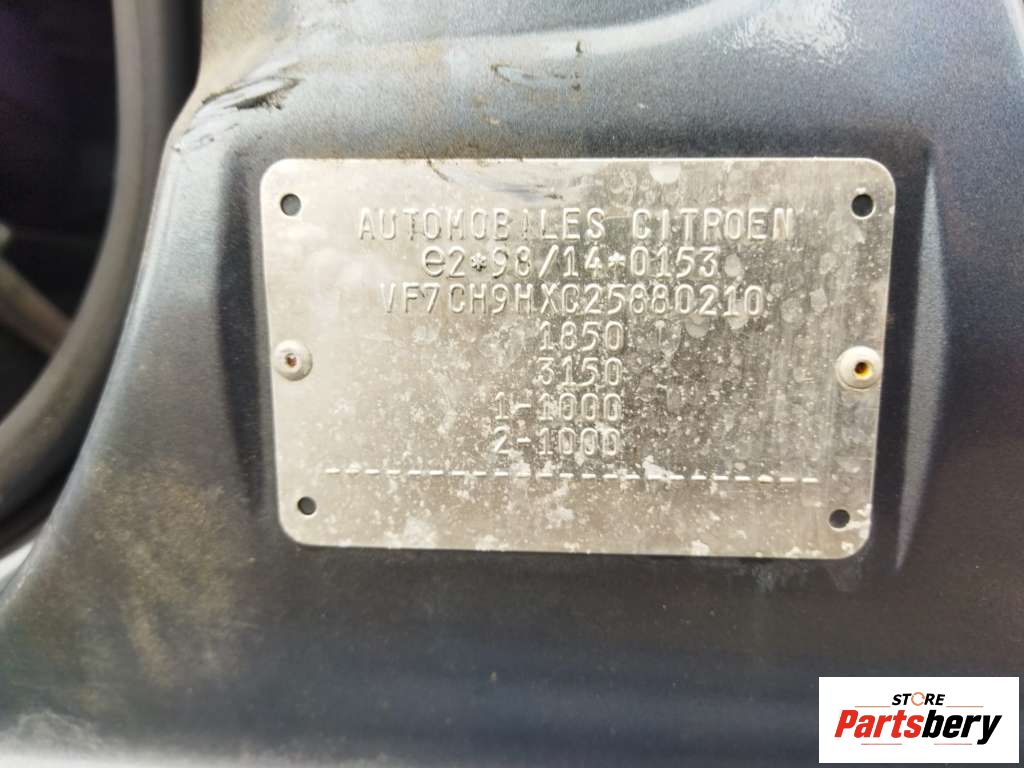 AUTOMOBILES CITROEN
e2*98/14*0153
VF7CH9HXC25880210
1850
3150
1-1000
2-1000
--------------------------
STORE
Partsbery